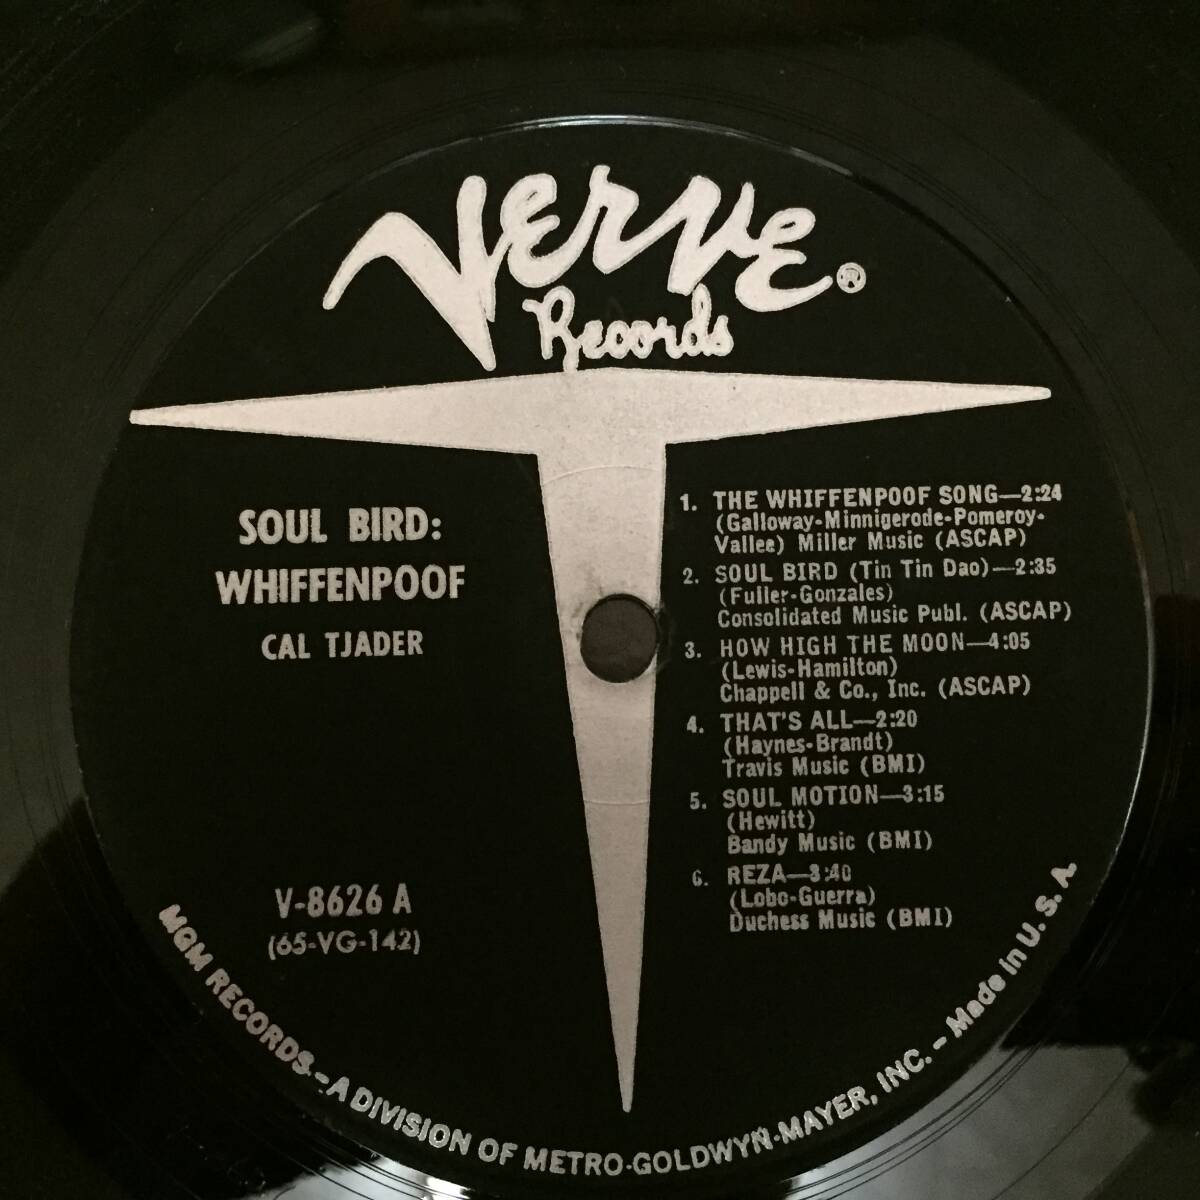 Verve®
Records
SOUL BIRD:
WHIFFENPOOF
CAL TJADER
V-8626 A
(65-VG-142)
1. THE WHIFFENPOOF SONG—2:24
(Galloway-Minnigerode-Pomeroy-
Vallee) Miller Music (ASCAP)
2. SOUL BIRD (Tin Tin Dao)—2:35
(Fuller-Gonzales)
Consolidated Music Publ. (ASCAP)
3. HOW HIGH THE MOON—4:05
(Lewis-Hamilton)
Chappell & Co., Inc. (ASCAP)
4. THAT'S ALL—2:20
(Haynes-Brandt)
Travis Music (BMI)
5. SOUL MOTION—3:15
(Hewitt)
Bandy Music (BMI)
6. REZA—3:40
(Lobo-Guerra)
Duchess Music (BMI)
MGM RECORDS.-A DIVISION OF METRO-GOLDWYN-MAYER, INC.- Made in U. S. A.